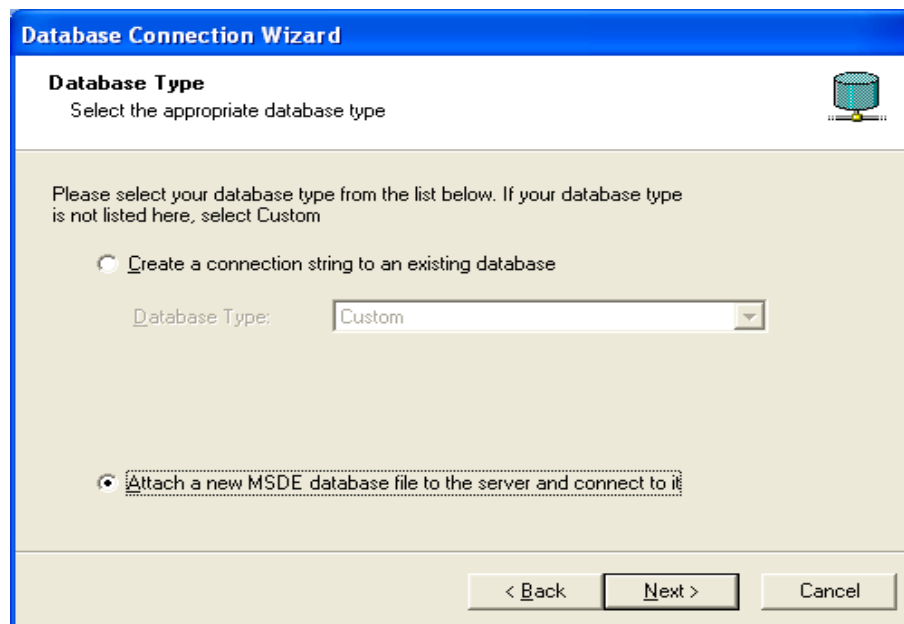 Database Connection Wizard
Database Type
Select the appropriate database type
Please select your database type from the list below. If your database type
is not listed here, select Custom
Create a connection string to an existing database
Database Type: Custom
Attach a new MSDE database file to the server and connect to it
< Back Next > Cancel